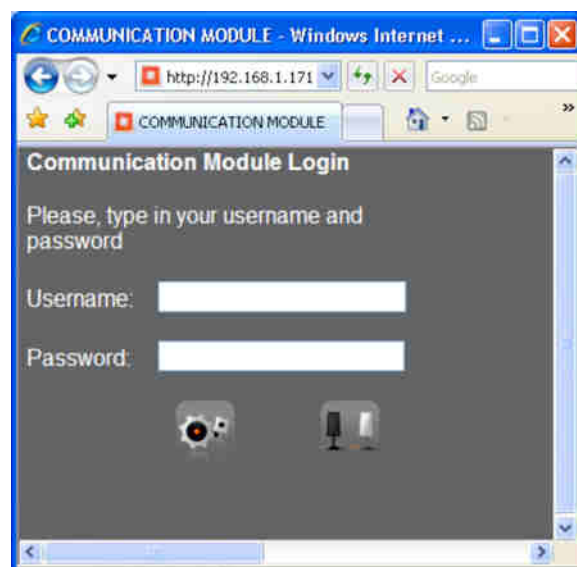 COMMUNICATION MODULE - Windows Internet ...
http://192.168.1.171
Google
COMMUNICATION MODULE
»
Communication Module Login
Please, type in your username and
password
Username:
Password: